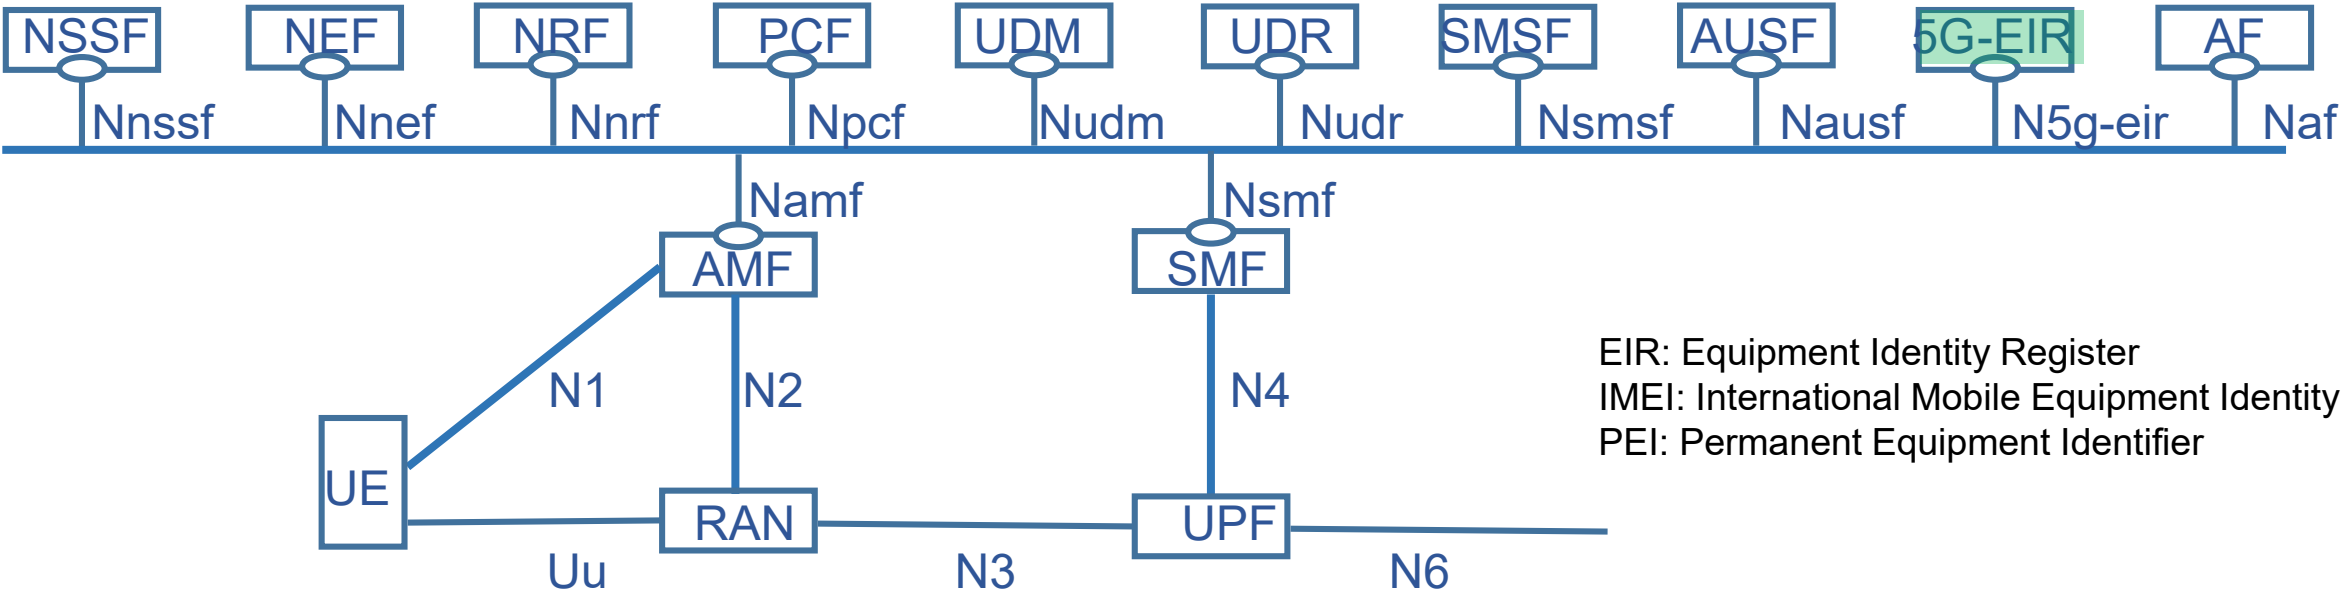 NSSF NEF NRF PCF UDM UDR SMSF AUSF 5G-EIR AF
Nnssf Nnef Nnrf Npcf Nudm Nudr Nsmsf Nausf N5g-eir Naf
Namf Nsmf
AMF SMF
EIR: Equipment Identity Register
N1 N2 N4
IMEI: International Mobile Equipment Identity
PEI: Permanent Equipment Identifier
UE
RAN UPF
Uu N3 N6